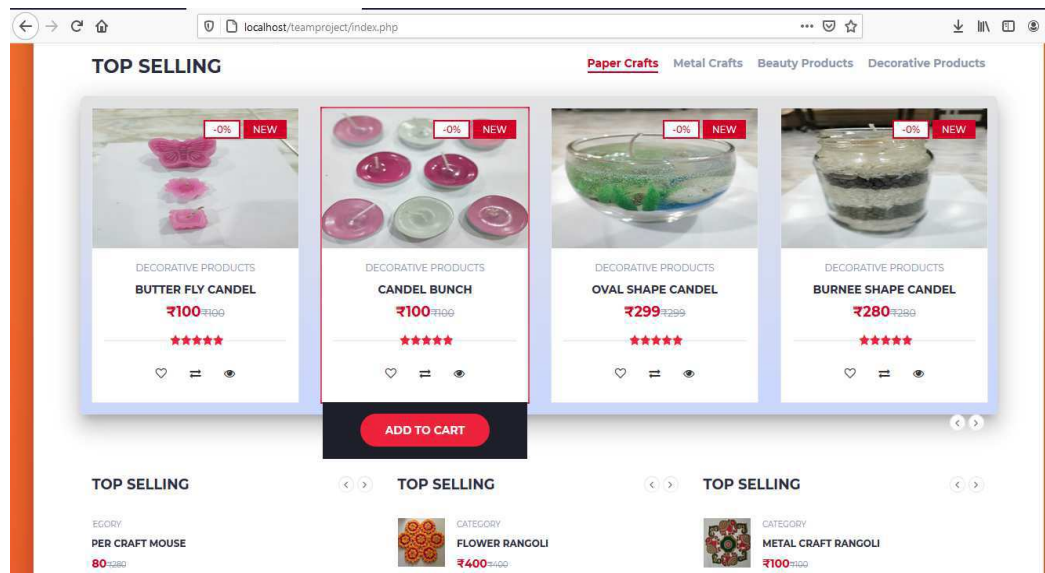 localhost/teamproject/index.php
TOP SELLING
Paper Crafts Metal Crafts Beauty Products Decorative Products
-0% NEW
-0% NEW
-0% NEW
-0% NEW
DECORATIVE PRODUCTS
BUTTER FLY CANDEL
₹100 ₹100
DECORATIVE PRODUCTS
CANDEL BUNCH
₹100 ₹100
ADD TO CART
DECORATIVE PRODUCTS
OVAL SHAPE CANDEL
₹299 ₹299
DECORATIVE PRODUCTS
BURNEE SHAPE CANDEL
₹280 ₹280
TOP SELLING
EGORY
PER CRAFT MOUSE
80 ₹280
TOP SELLING
CATEGORY
FLOWER RANGOLI
₹400 ₹400
TOP SELLING
CATEGORY
METAL CRAFT RANGOLI
₹100 ₹100